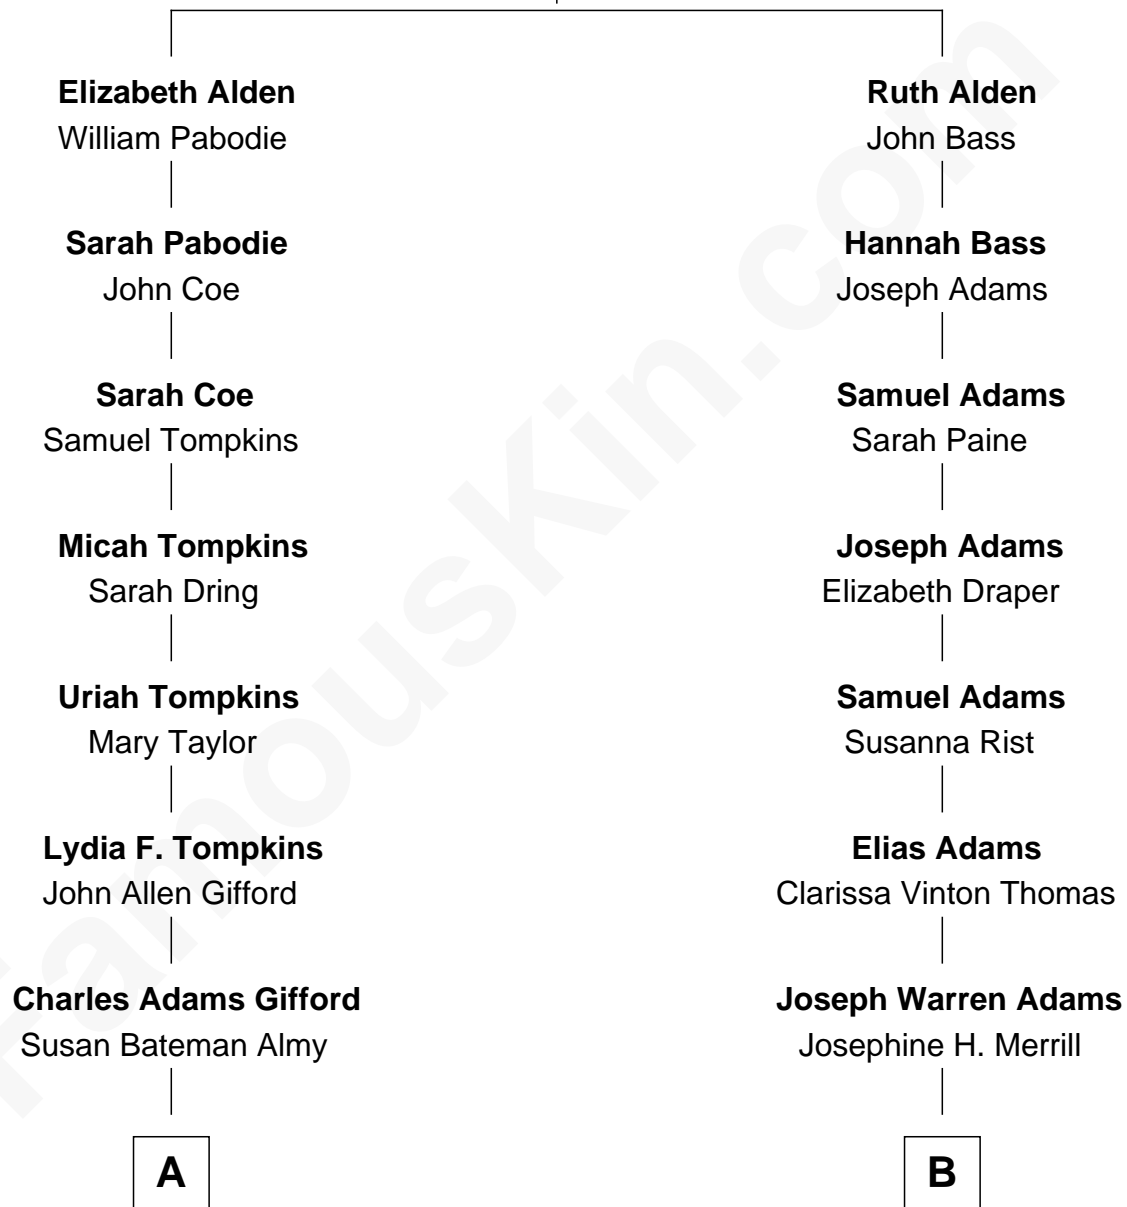 Elizabeth Alden
William Pabodie
Ruth Alden
John Bass
Sarah Pabodie
John Coe
Hannah Bass
Joseph Adams
Sarah Coe
Samuel Tompkins
Samuel Adams
Sarah Paine
Micah Tompkins
Sarah Dring
Joseph Adams
Elizabeth Draper
Uriah Tompkins
Mary Taylor
Samuel Adams
Susanna Rist
Lydia F. Tompkins
John Allen Gifford
Elias Adams
Clarissa Vinton Thomas
Charles Adams Gifford
Susan Bateman Almy
Joseph Warren Adams
Josephine H. Merrill
A
B
FamousKin.com